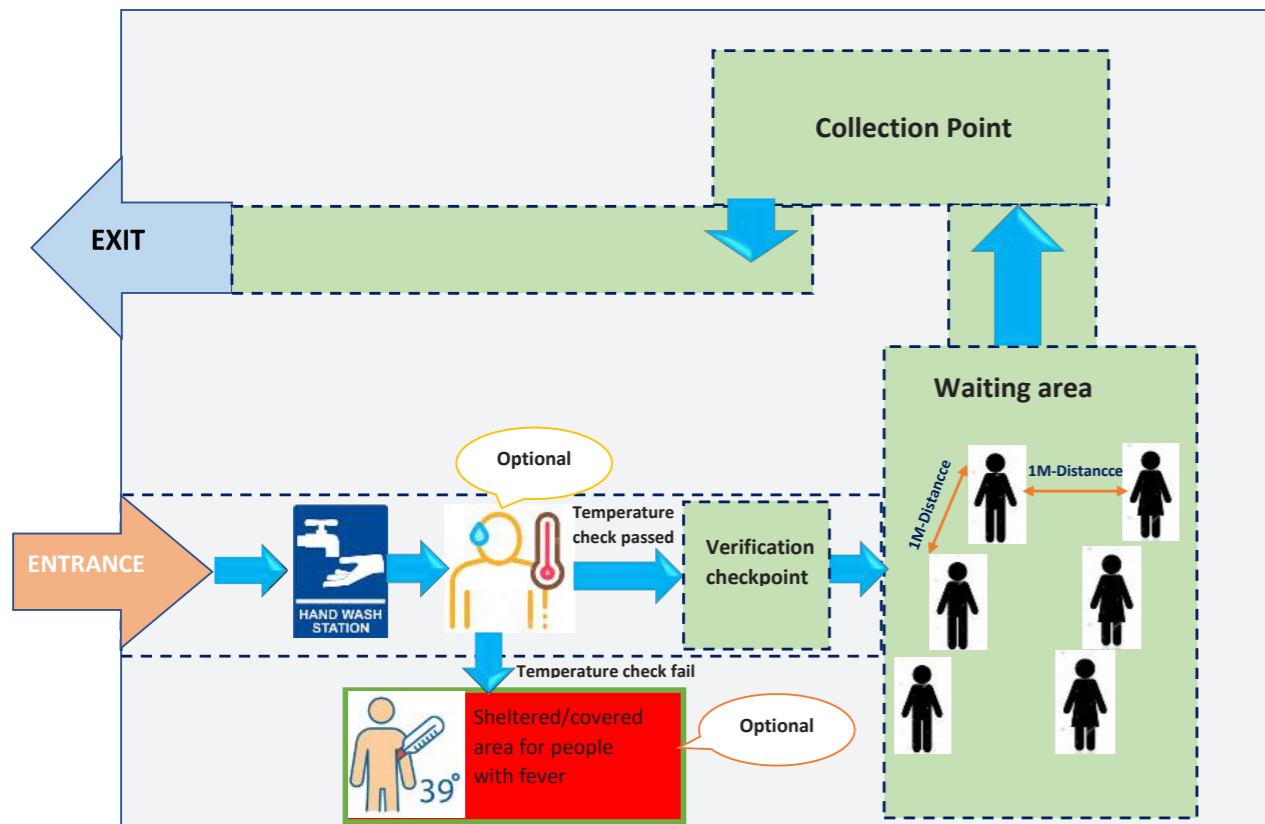 Collection Point
EXIT
Waiting area
Optional
1M-Distancce
1M-Distancce
Temperature
check passed
ENTRANCE
Verification
checkpoint
HAND WASH
STATION
Temperature check fail
Sheltered/covered
area for people
with fever
39°
Optional